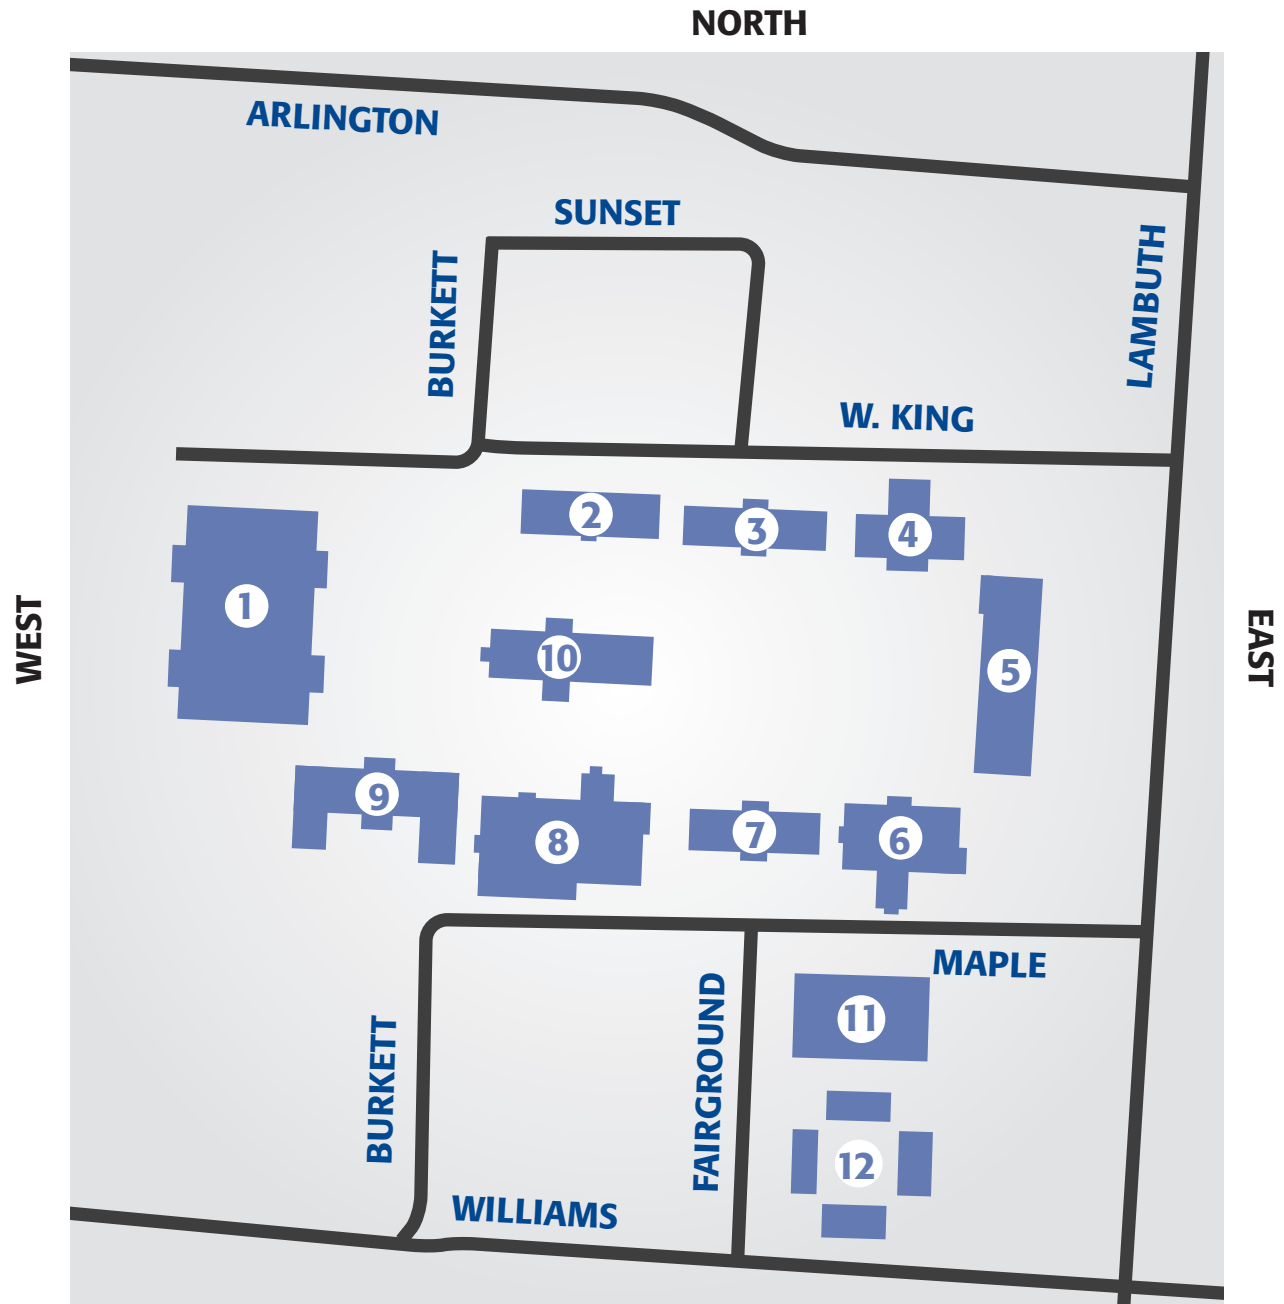 NORTH
ARLINGTON
SUNSET
BURKETT
LAMBUTH
W. KING
2
3
4
1
WEST
EAST
10
5
9
8
7
6
MAPLE
11
FAIRGROUND
BURKETT
12
WILLIAMS